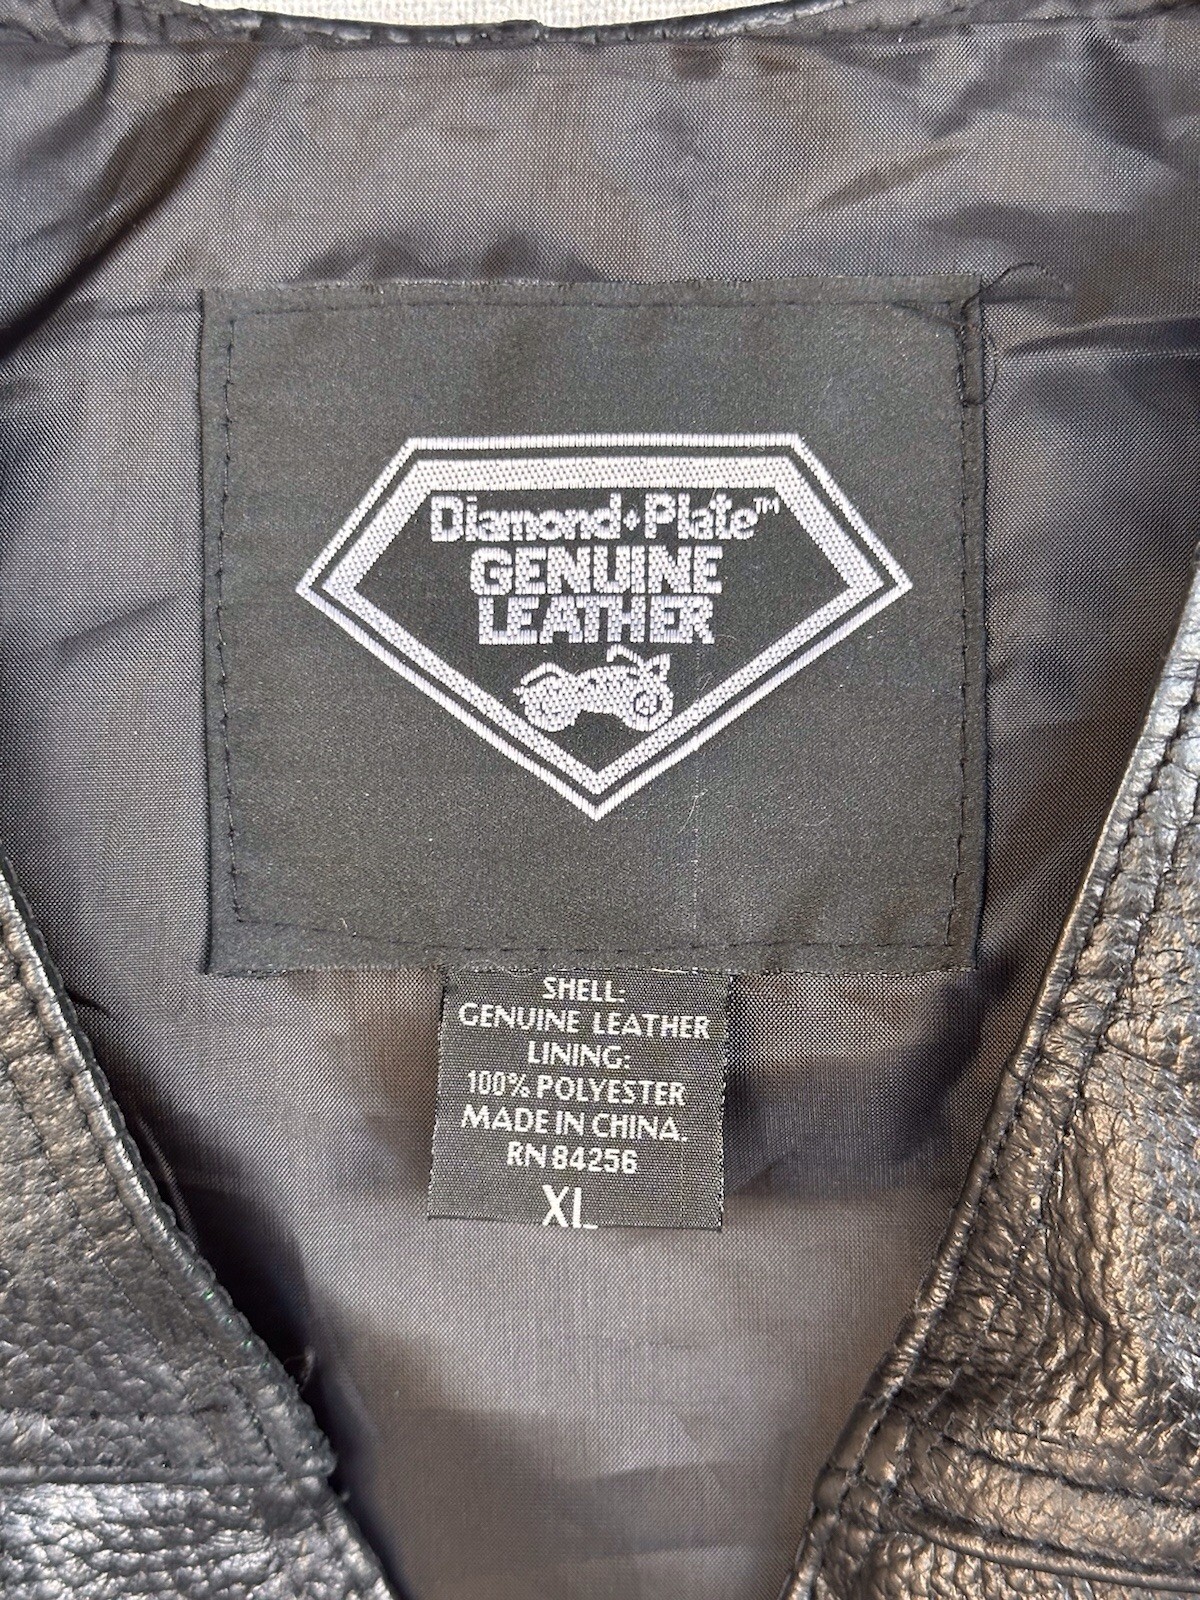 Diamond Plate™
GENUINE
LEATHER
SHELL:
GENUINE LEATHER
LINING:
100% POLYESTER
MADE IN CHINA.
RN 84256
XL